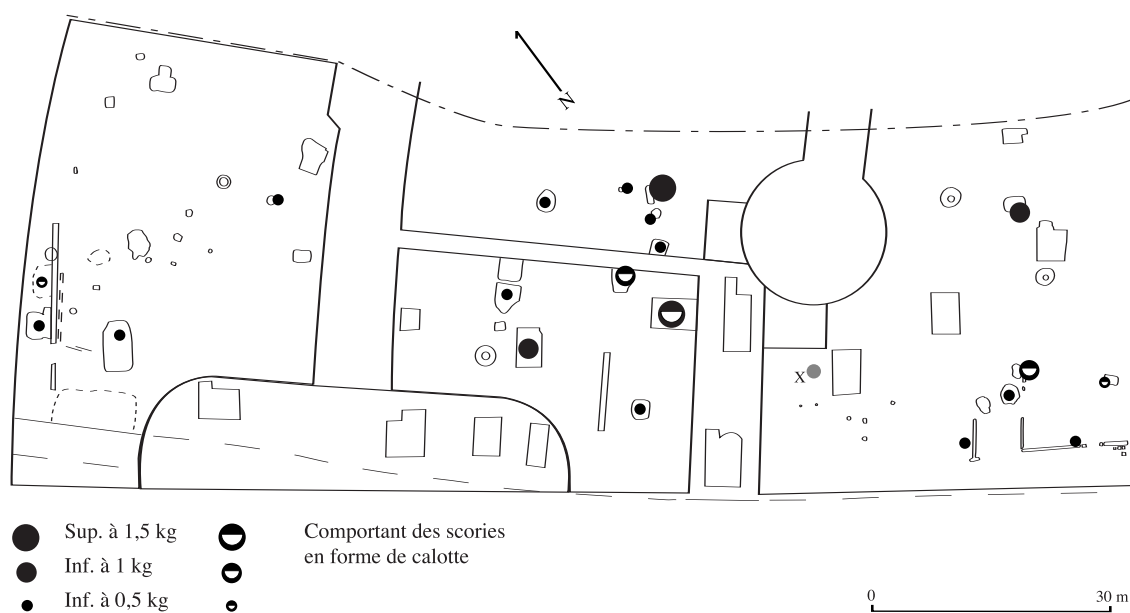 N
X
Sup. à 1,5 kg
Comportant des scories
en forme de calotte
Inf. à 1 kg
Inf. à 0,5 kg
0
30 m